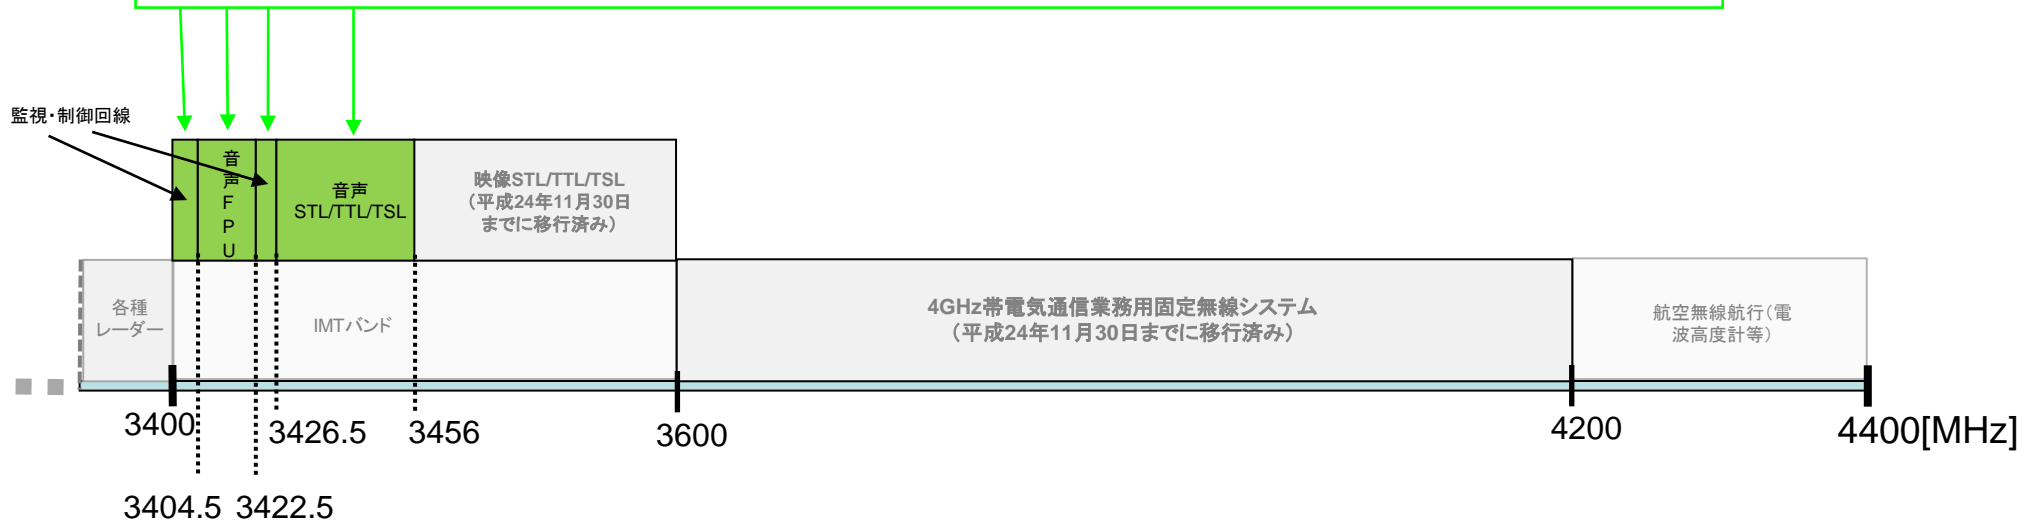 監視・制御回線
音
声
F
P
U
音声
STL/TTL/TSL
映像STL/TTL/TSL
（平成24年11月30日
までに移行済み）
各種
レーダー
IMTバンド
4GHz帯電気通信業務用固定無線システム
（平成24年11月30日までに移行済み）
航空無線航行（電
波高度計等）
3400
3426.5
3456
3600
4200
4400[MHz]
3404.5
3422.5